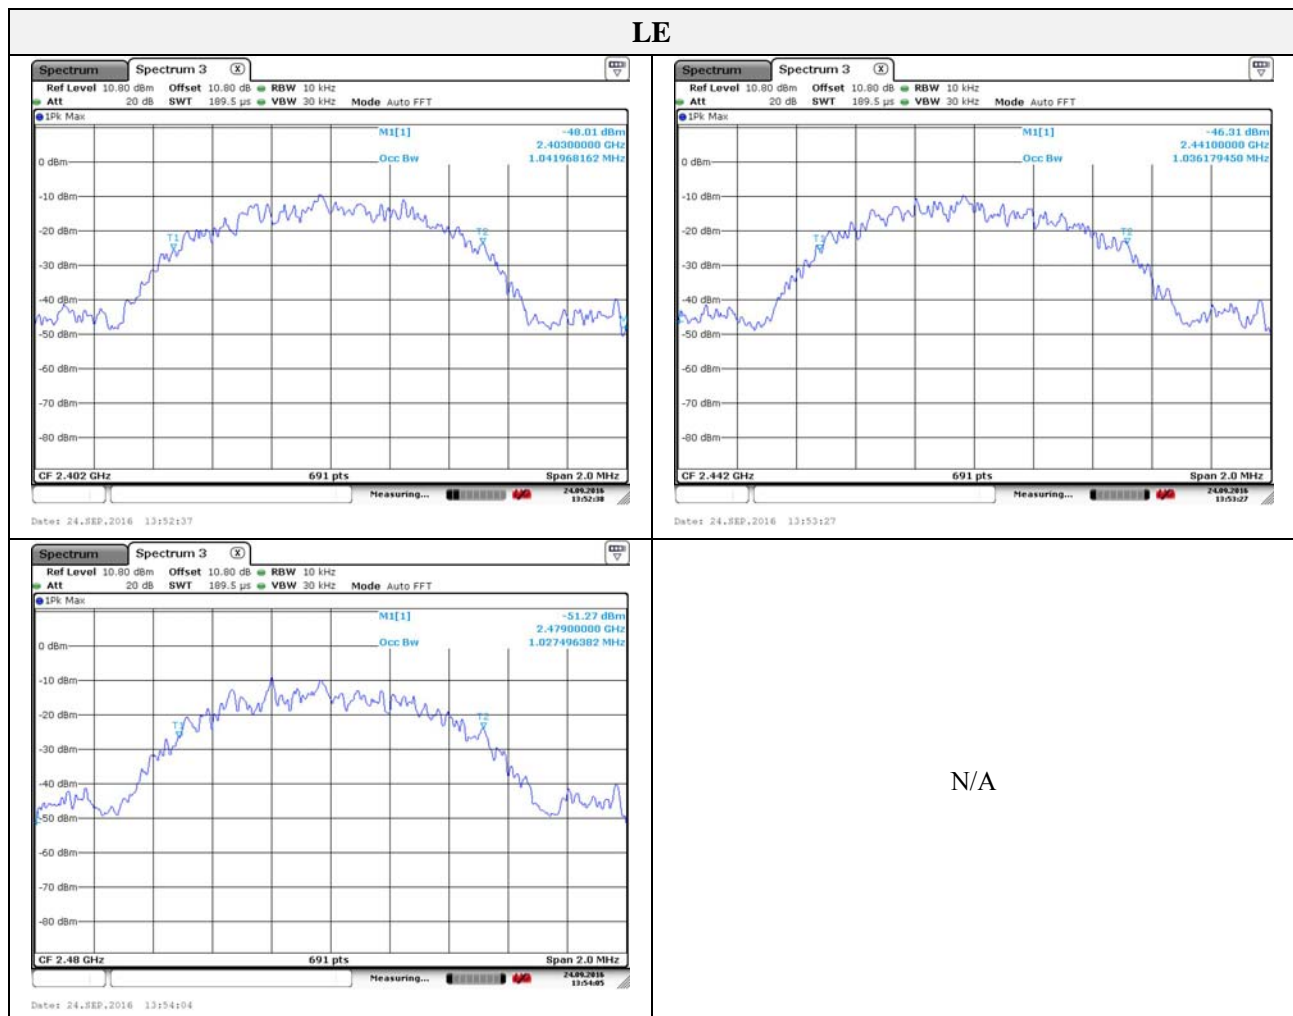 LE
Spectrum Spectrum 3 X
Ref Level 10.80 dBm Offset 10.80 dB RBW 10 kHz
Att 20 dB SWT 189.5 µs VBW 30 kHz Mode Auto FFT
1Pk Max
M1[1] -48.01 dBm
2.40300000 GHz
Occ Bw 1.041968162 MHz
0 dBm
-10 dBm
-20 dBm
T1 T2
-30 dBm
-40 dBm
-50 dBm
-60 dBm
-70 dBm
-80 dBm
CF 2.402 GHz 691 pts Span 2.0 MHz
Measuring... 24.09.2016
13:52:38
Date: 24.SEP.2016 13:52:37
Spectrum Spectrum 3 X
Ref Level 10.80 dBm Offset 10.80 dB RBW 10 kHz
Att 20 dB SWT 189.5 µs VBW 30 kHz Mode Auto FFT
1Pk Max
M1[1] -46.31 dBm
2.44100000 GHz
Occ Bw 1.036179450 MHz
0 dBm
-10 dBm
-20 dBm
T1 T2
-30 dBm
-40 dBm
-50 dBm
-60 dBm
-70 dBm
-80 dBm
CF 2.442 GHz 691 pts Span 2.0 MHz
Measuring... 24.09.2016
13:53:27
Date: 24.SEP.2016 13:53:27
Spectrum Spectrum 3 X
Ref Level 10.80 dBm Offset 10.80 dB RBW 10 kHz
Att 20 dB SWT 189.5 µs VBW 30 kHz Mode Auto FFT
1Pk Max
M1[1] -51.27 dBm
2.47900000 GHz
Occ Bw 1.027496382 MHz
0 dBm
-10 dBm
-20 dBm
T1 T2
-30 dBm
-40 dBm
-50 dBm
-60 dBm
-70 dBm
-80 dBm
CF 2.48 GHz 691 pts Span 2.0 MHz
Measuring... 24.09.2016
13:54:05
Date: 24.SEP.2016 13:54:04
N/A